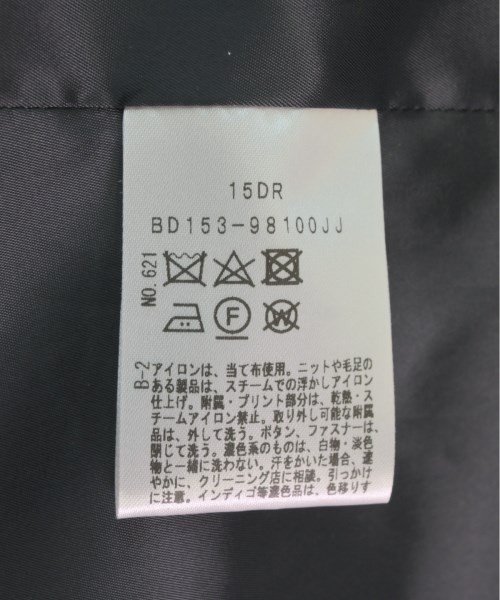 15DR
BD153-98100JJ
NO.621
F
W
B-2
アイロンは、当て布使用。ニットや毛足の
ある製品は、スチームでの浮かしアイロン
仕上げ。附属・プリント部分は、乾熱・ス
チームアイロン禁止。取り外し可能な附属
品は、外して洗う。ボタン、ファスナーは、
閉じて洗う。濃色系のものは、白物・淡色
物と一緒に洗わない。汗をかいた場合、速
やかに、クリーニング店に相談。引っかけ
に注意。インディゴ等濃色品は、色移りす